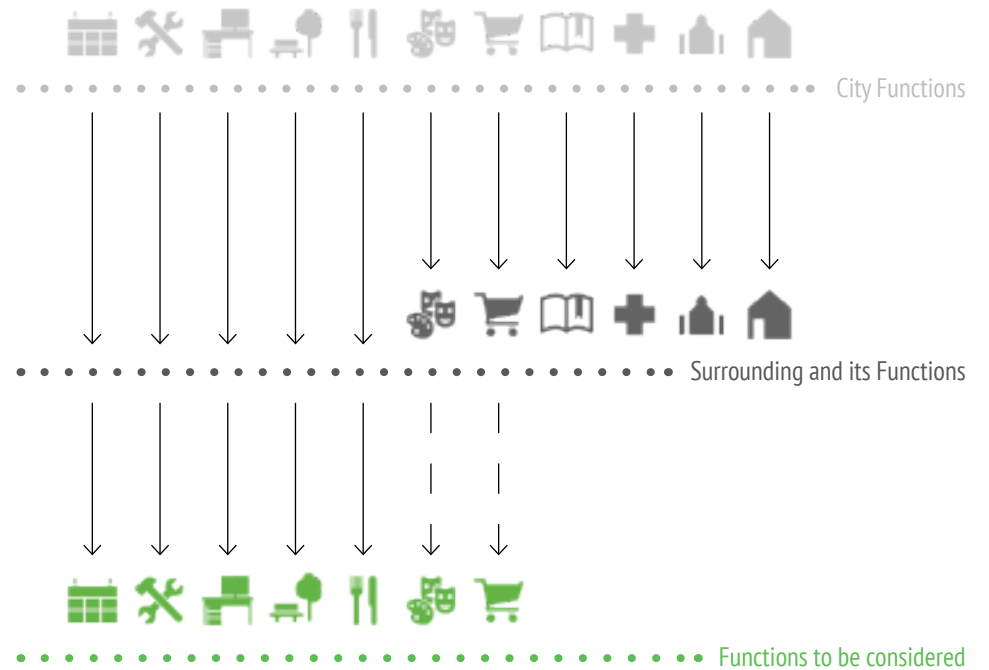 City Functions
Surrounding and its Functions
Functions to be considered